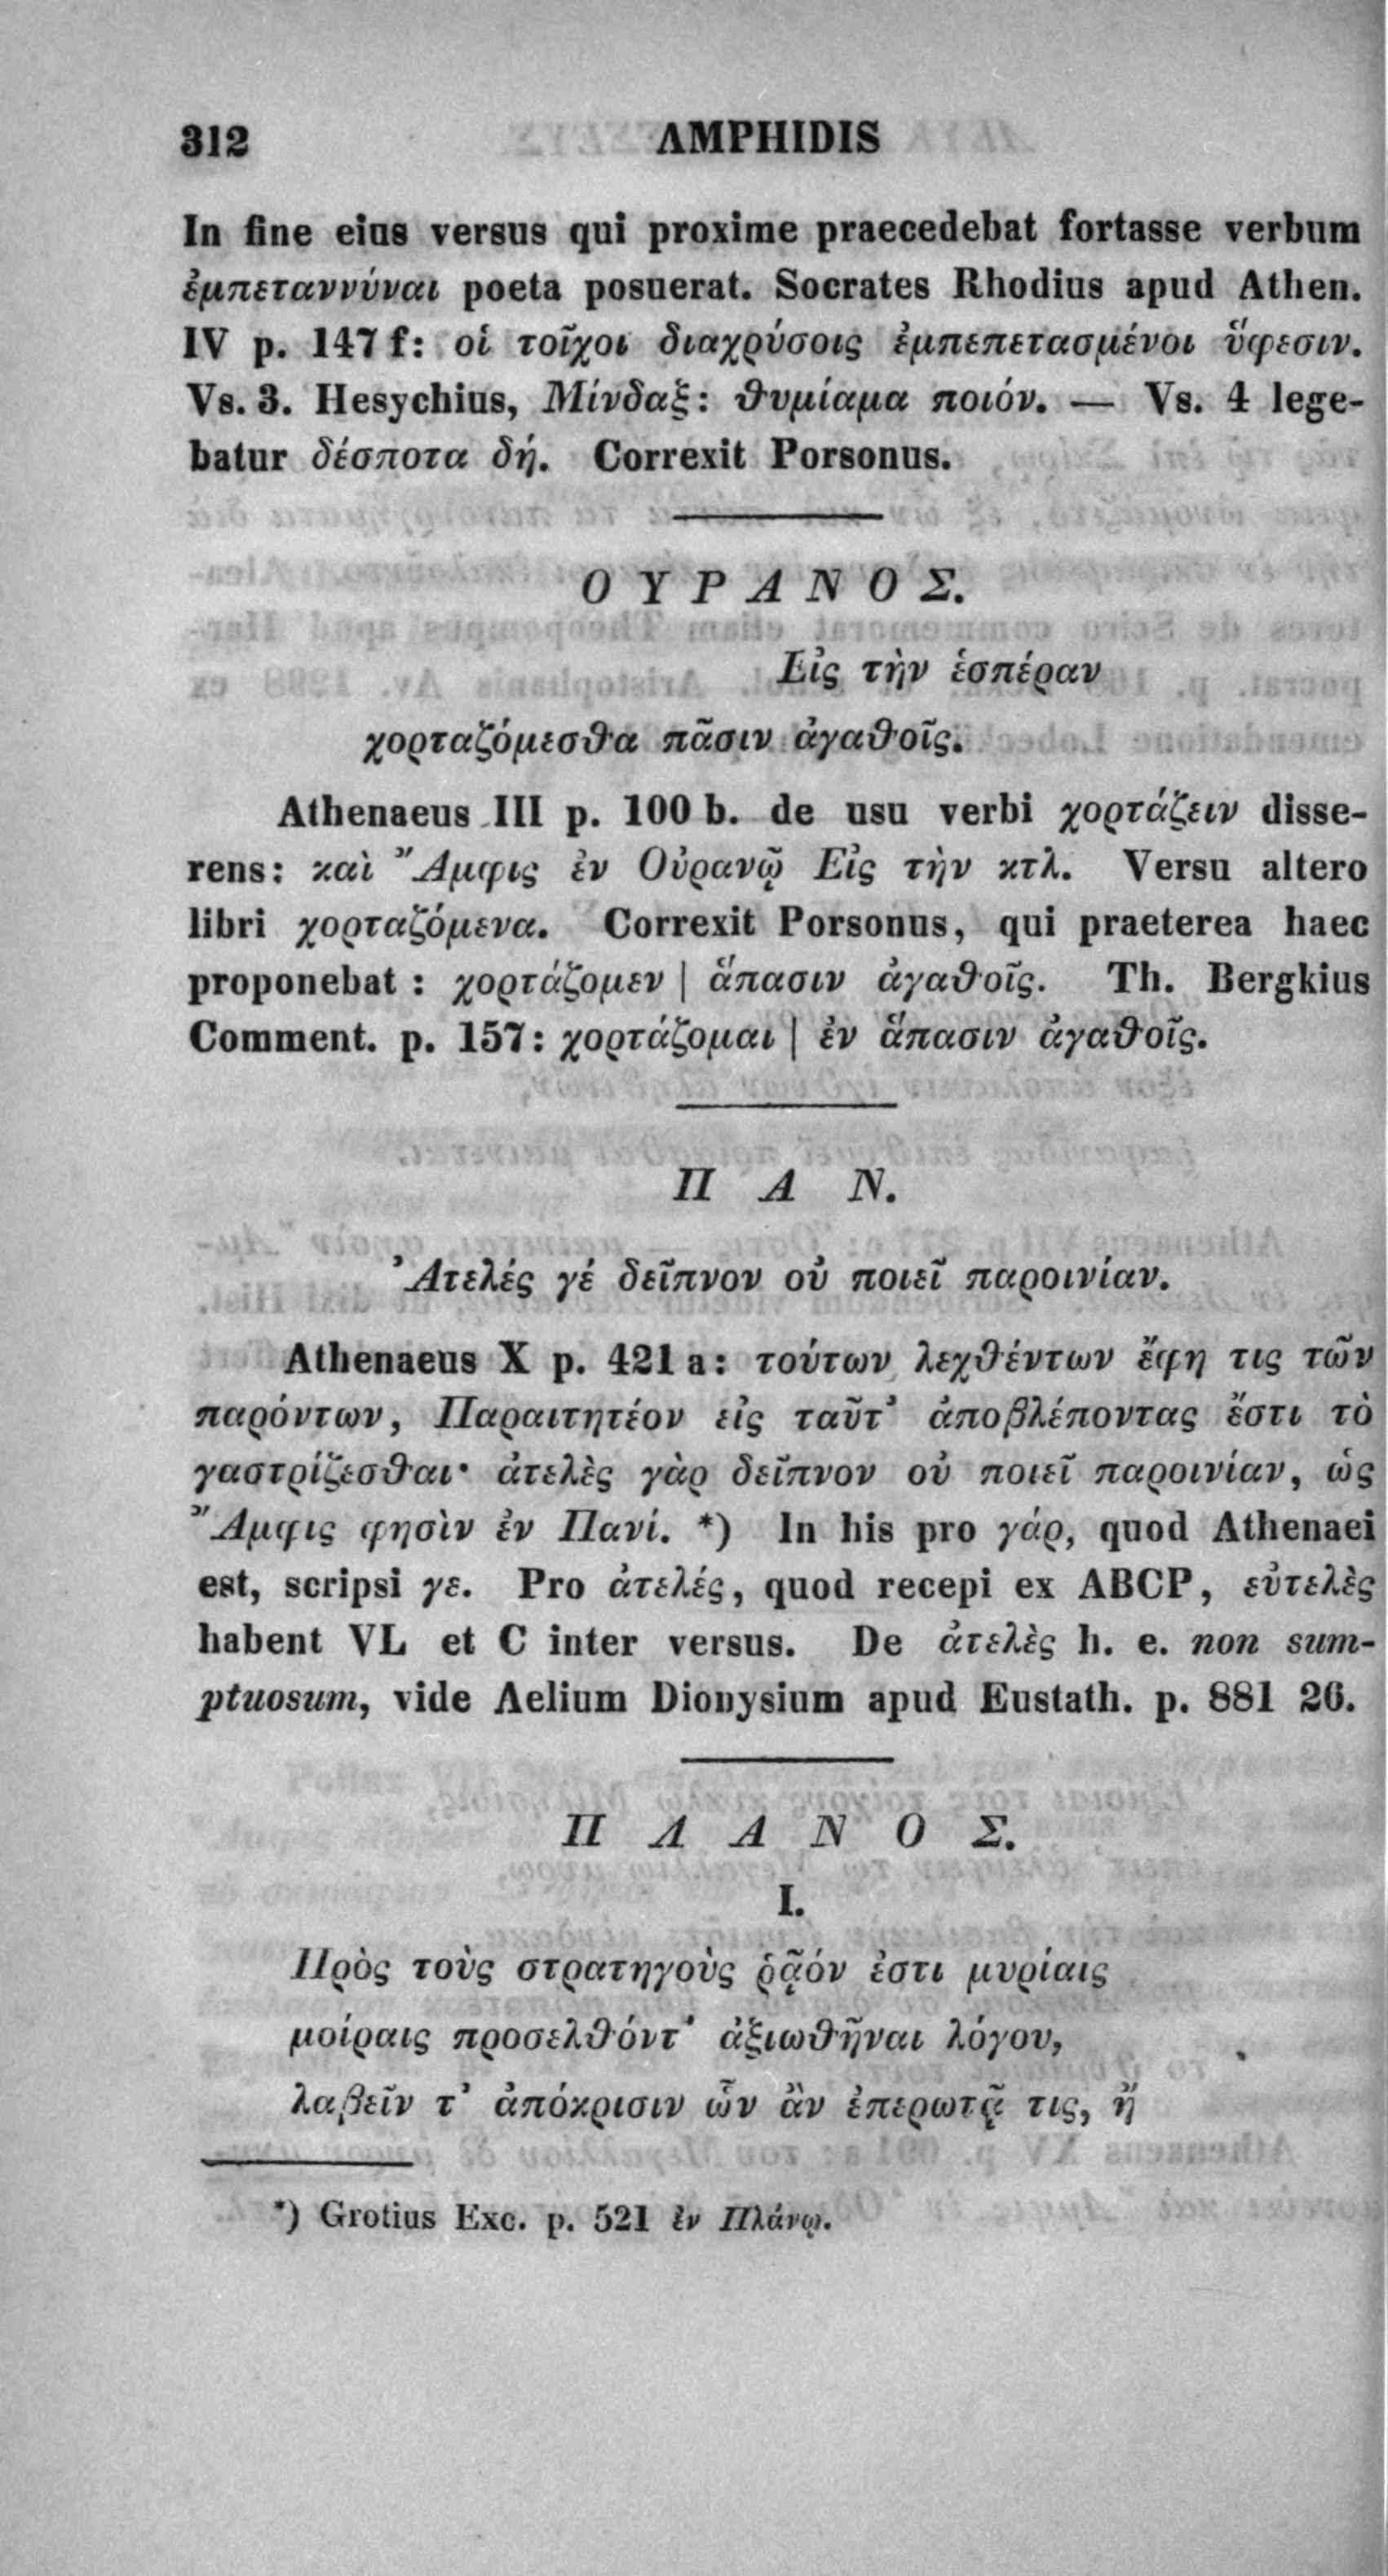 312 AMPHIDIS
In fine eius versus qui proxime praecedebat fortasse verbum
ἐμπεταννύναι poeta posuerat. Socrates Rhodius apud Athen.
IV p. 147 f: οἱ τοῖχοι διαχρύσοις ἐμπεπετασμένοι ὕφεσιν.
Vs. 3. Hesychius, Μίνδαξ: θυμίαμα ποιόν. — Vs. 4 lege-
batur δέσποτα δή. Correxit Porsonus.
ΟΥΡΑΝΟΣ.
Εἰς τὴν ἑσπέραν
χορταζόμεσθα πᾶσιν ἀγαθοῖς.
Athenaeus III p. 100 b. de usu verbi χορτάζειν disse-
rens: καὶ Ἄμφις ἐν Οὐρανῷ Εἰς τὴν κτλ. Versu altero
libri χορταζόμενα. Correxit Porsonus, qui praeterea haec
proponebat : χορτάζομεν | ἅπασιν ἀγαθοῖς. Th. Bergkius
Comment. p. 157: χορτάζομαι | ἐν ἅπασιν ἀγαθοῖς.
ΠΑΝ.
Ἀτελές γέ δεῖπνον οὐ ποιεῖ παροινίαν.
Athenaeus X p. 421 a: τούτων λεχθέντων ἔφη τις τῶν
παρόντων, Παραιτητέον εἰς ταῦτ᾽ ἀποβλέποντας ἔστι τὸ
γαστρίζεσθαι· ἀτελὲς γὰρ δεῖπνον οὐ ποιεῖ παροινίαν, ὡς
Ἄμφις φησὶν ἐν Πανί. *) In his pro γάρ, quod Athenaei
est, scripsi γε. Pro ἀτελές, quod recepi ex ABCP, εὐτελὲς
habent VL et C inter versus. De ἀτελὲς h. e. non sum-
ptuosum, vide Aelium Dionysium apud Eustath. p. 881 26.
ΠΛΑΝΟΣ.
I.
Πρὸς τοὺς στρατηγοὺς ῥᾷόν ἐστι μυρίαις
μοίραις προσελθόντ᾽ ἀξιωθῆναι λόγου,
λαβεῖν τ᾽ ἀπόκρισιν ὧν ἂν ἐπερωτᾷ τις, ἢ
*) Grotius Exc. p. 521 ἐν Πλάνῳ.